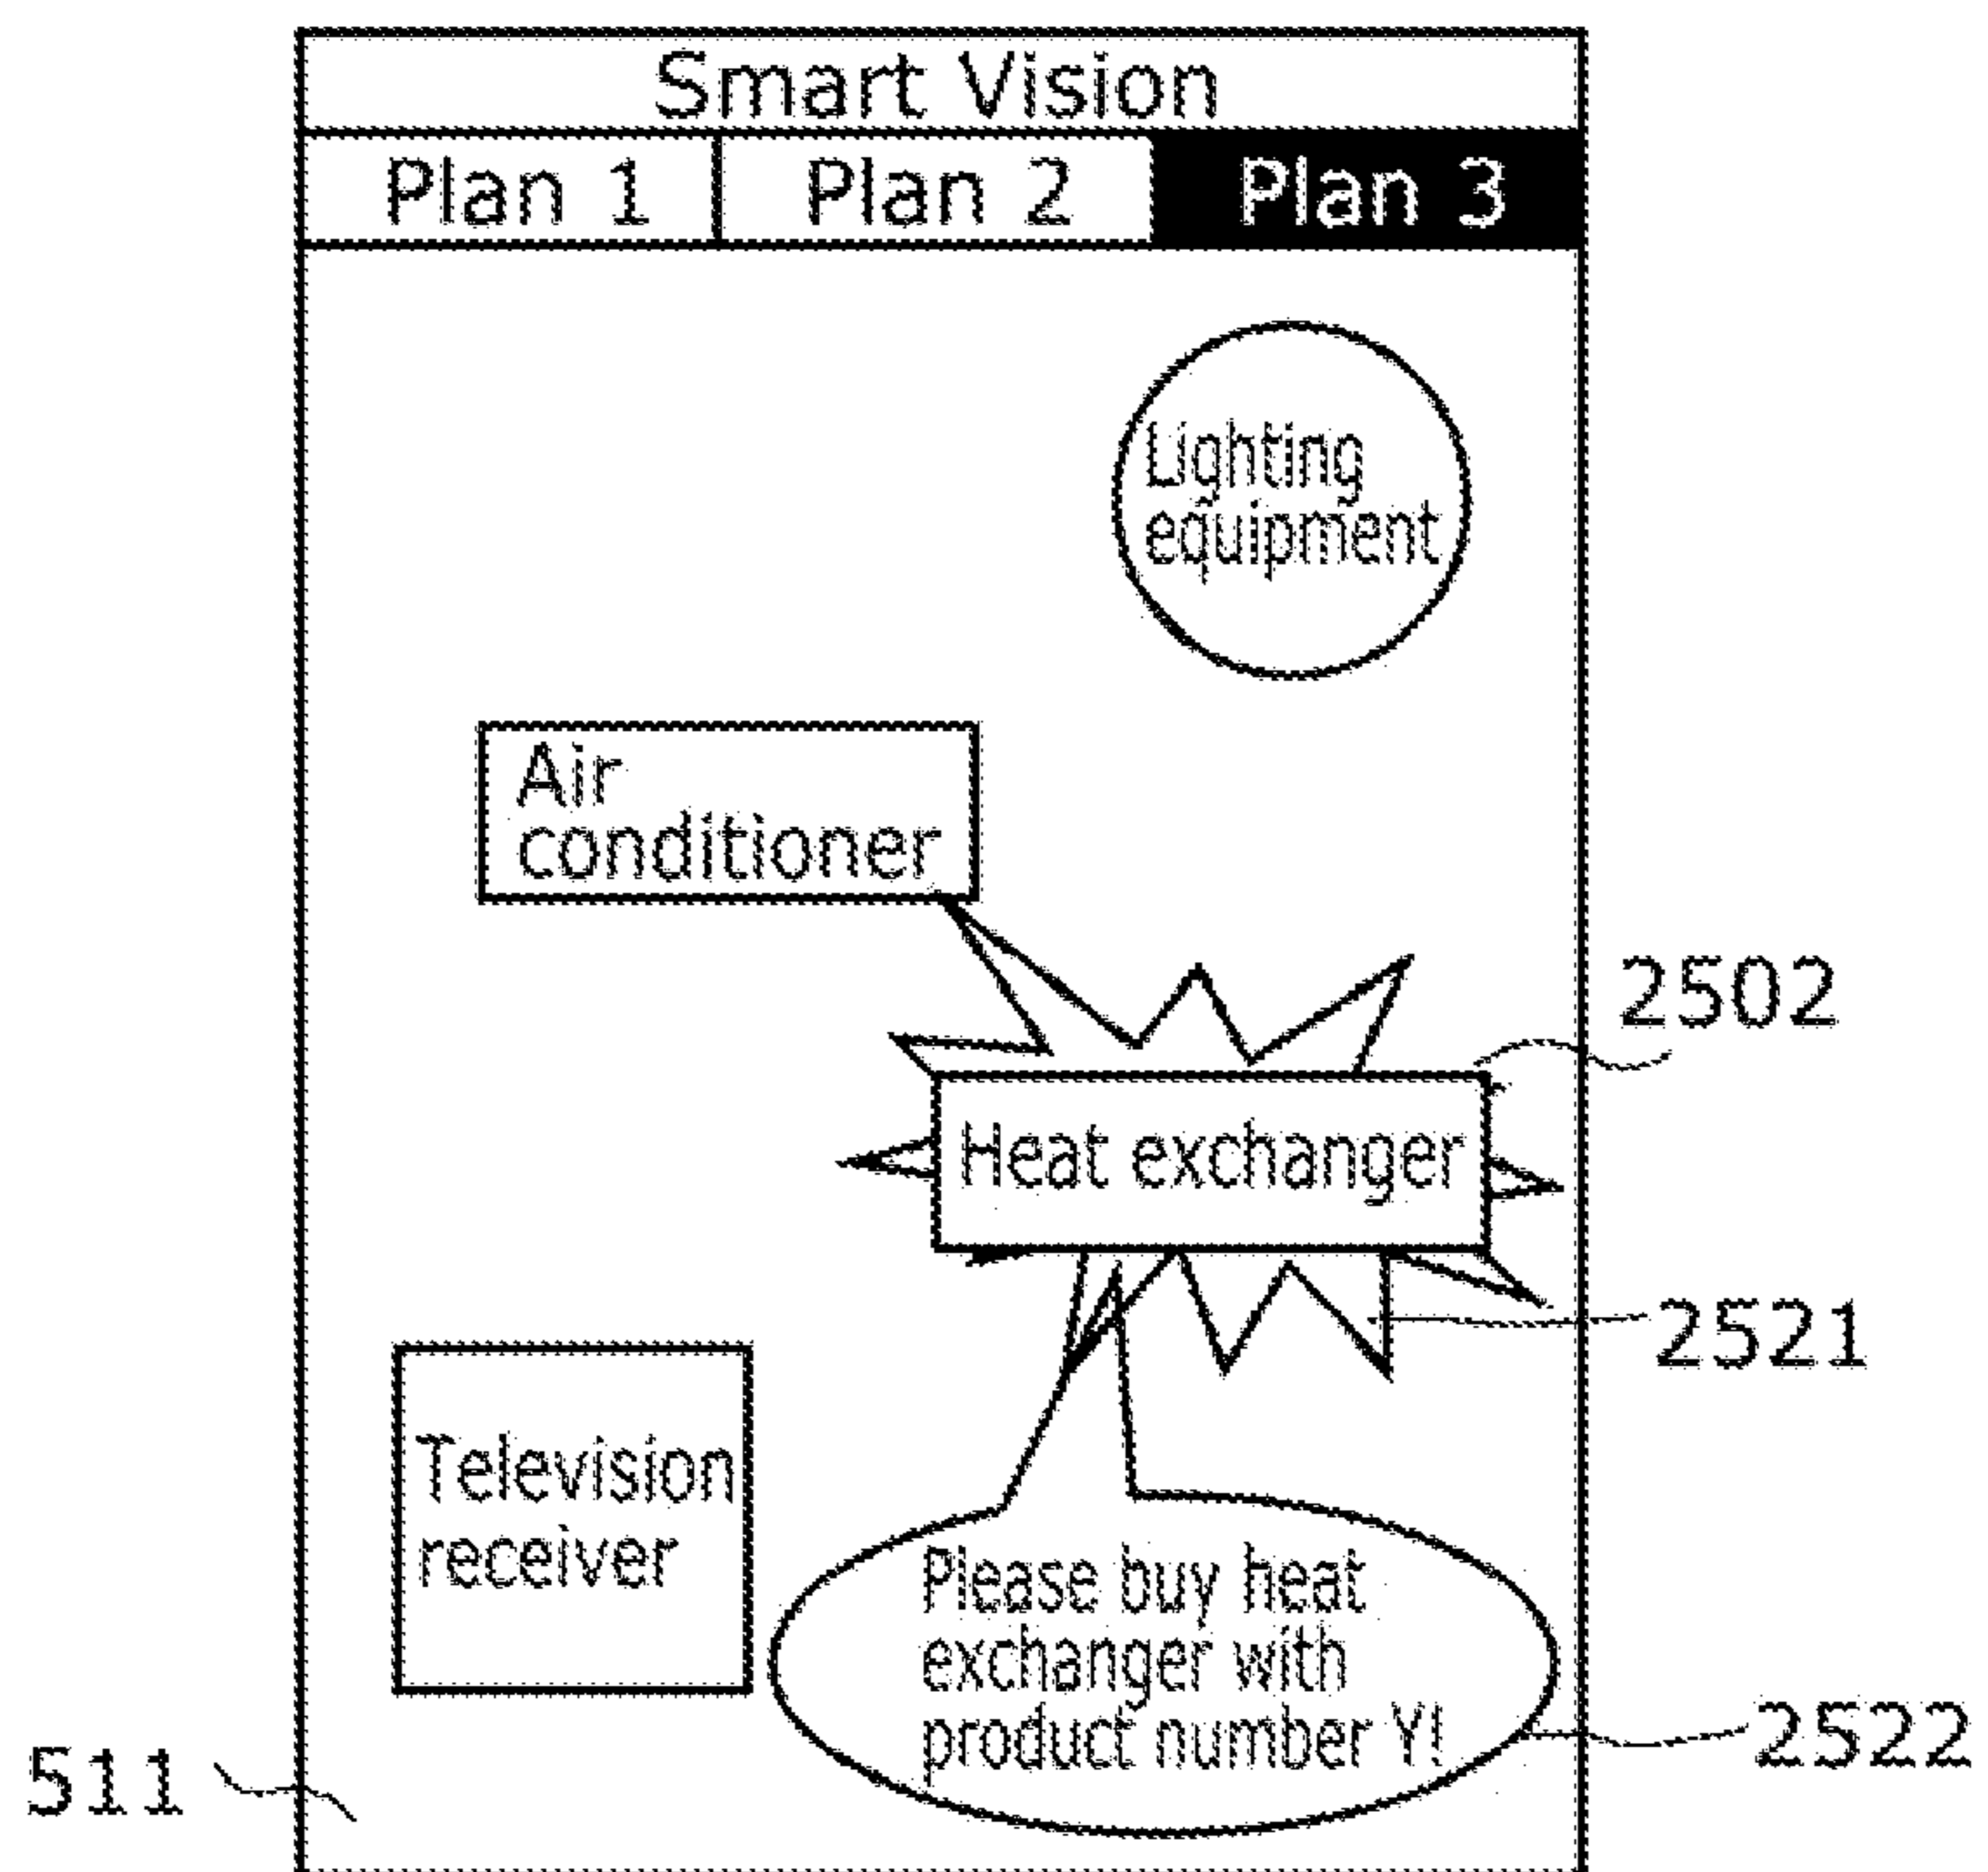 Smart Vision
Plan 1 Plan 2 Plan 3
Lighting
equipment
Air
conditioner
2502
Heat exchanger
2521
Television
receiver
Please buy heat
exchanger with
product number Y!
2522
511